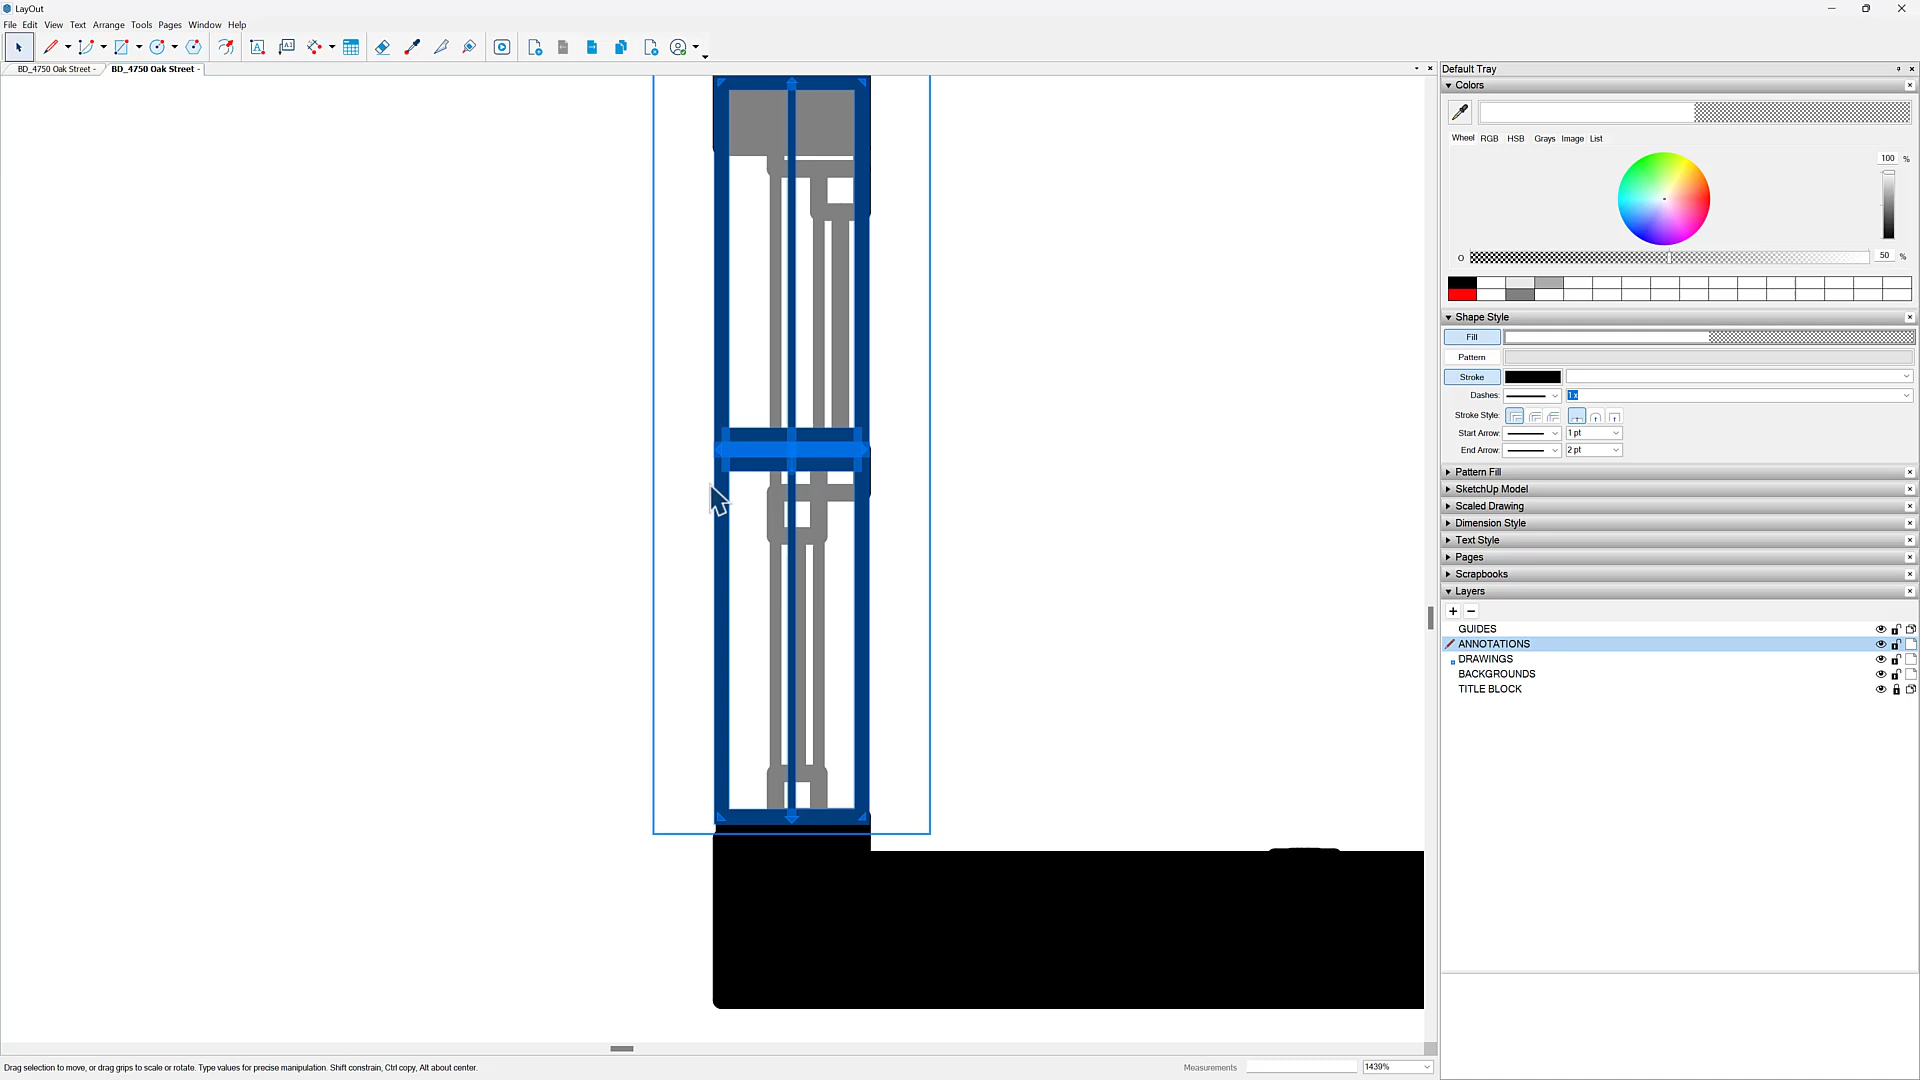 LayOut
File Edit View Text Arrange Tools Pages Window Help
BD_4750 Oak Street - BD_4750 Oak Street -
Default Tray
Colors
Wheel RGB HSB Grays Image List
100 %
O 50 %
Shape Style
Fill
Pattern
Stroke
Dashes: 1 x
Stroke Style:
Start Arrow: 1 pt
End Arrow: 2 pt
Pattern Fill
SketchUp Model
Scaled Drawing
Dimension Style
Text Style
Pages
Scrapbooks
Layers
GUIDES
ANNOTATIONS
DRAWINGS
BACKGROUNDS
TITLE BLOCK
Drag selection to move, or drag grips to scale or rotate. Type values for precise manipulation. Shift constrain, Ctrl copy, Alt about center.
Measurements 1439%